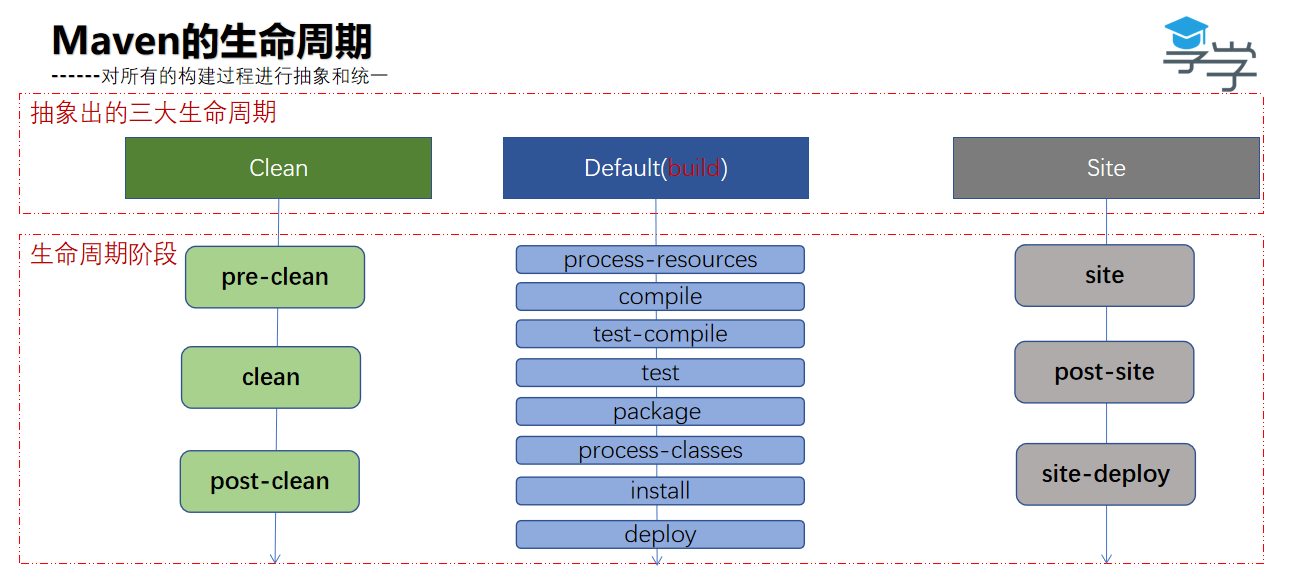 Maven的生命周期
------对所有的构建过程进行抽象和统一
享学
抽象出的三大生命周期
Clean
Default(build)
Site
生命周期阶段
pre-clean
clean
post-clean
process-resources
compile
test-compile
test
package
process-classes
install
deploy
site
post-site
site-deploy